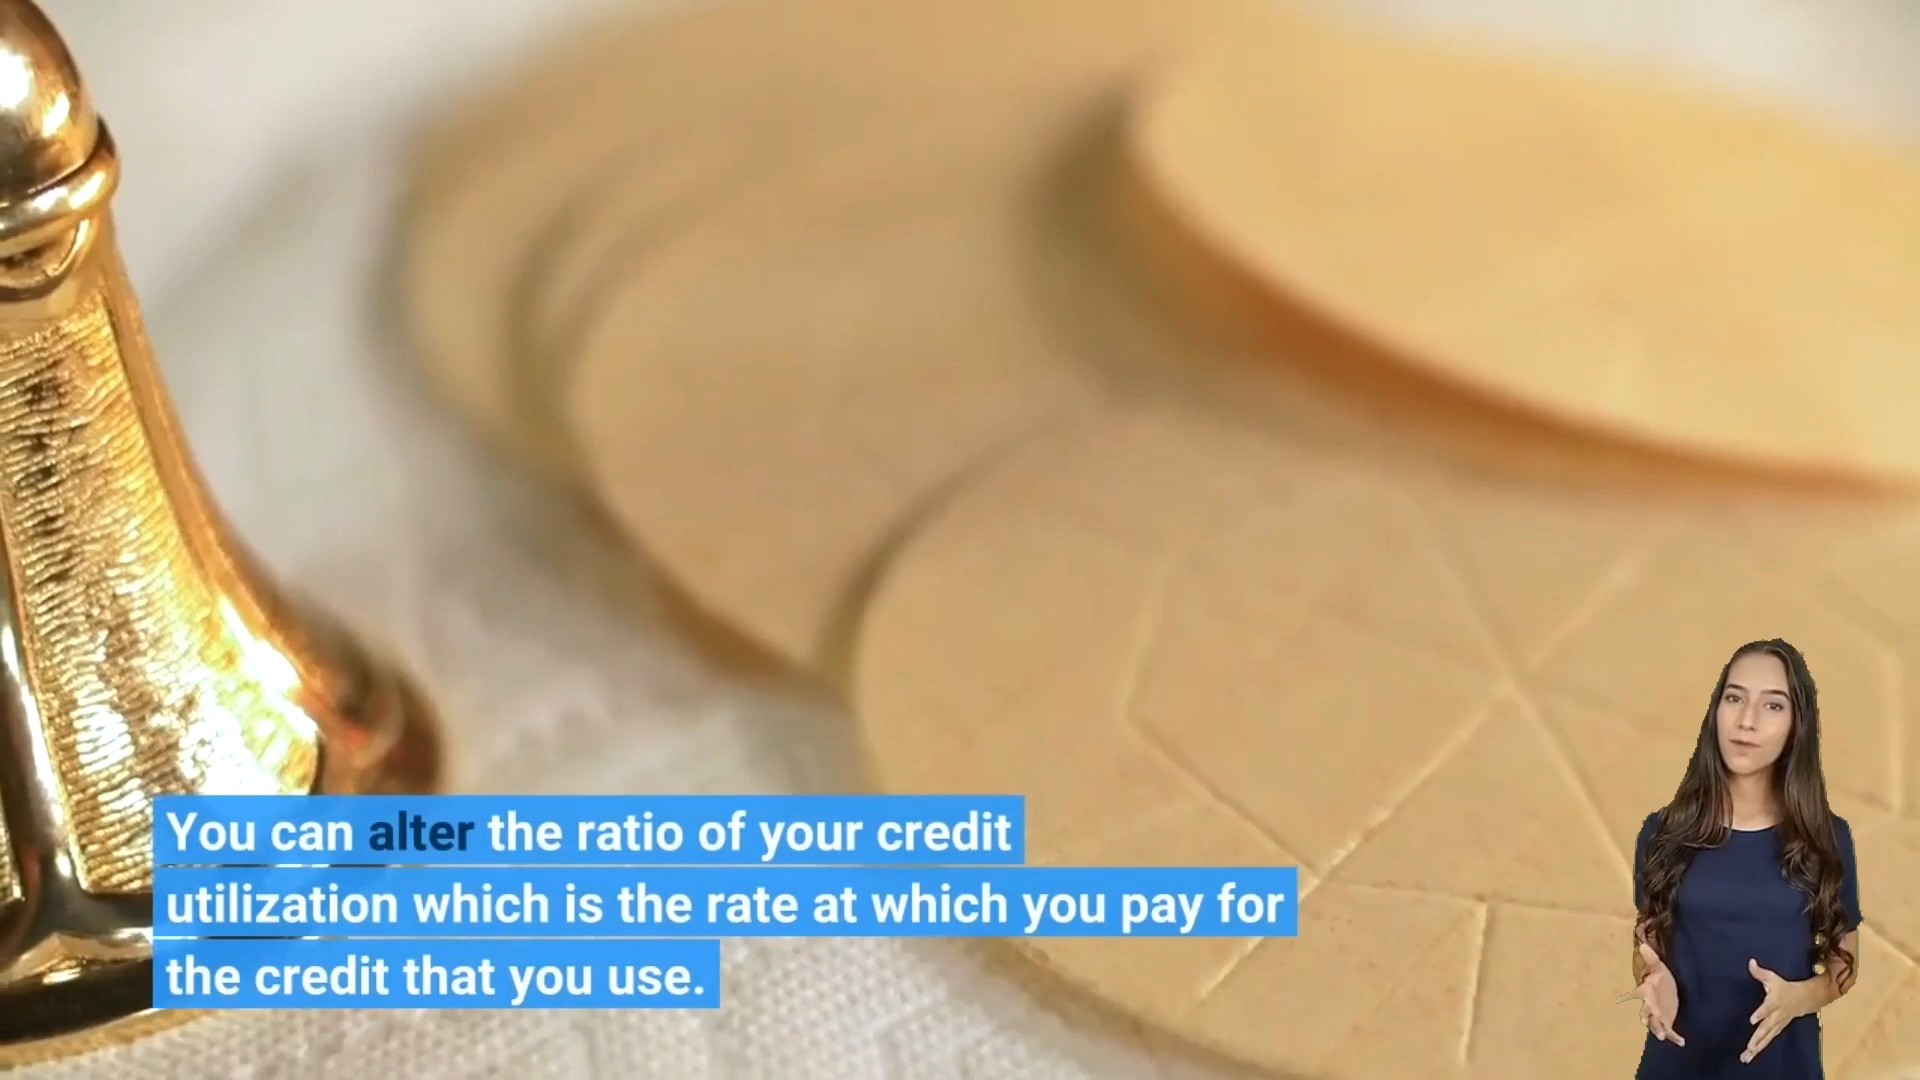 You can alter the ratio of your credit
utilization which is the rate at which you pay for
the credit that you use.